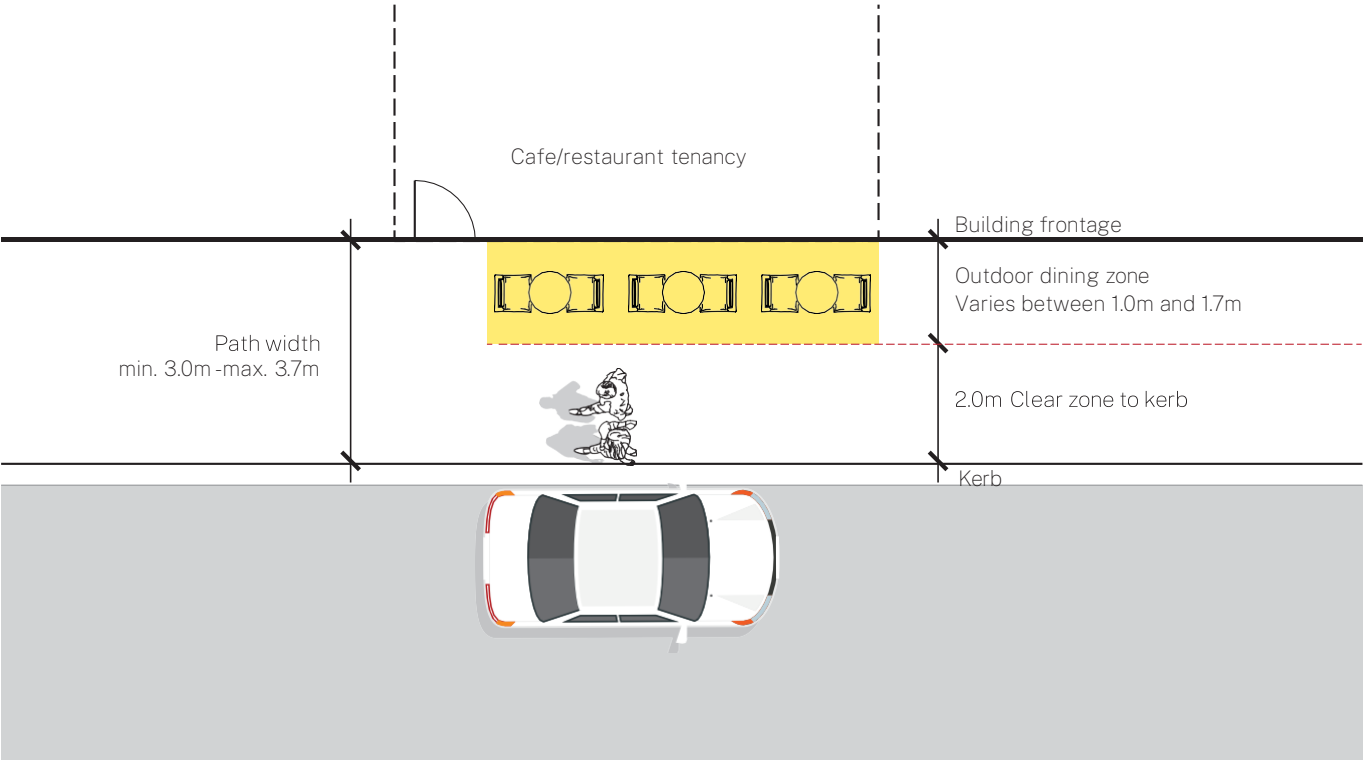 Cafe/restaurant tenancy
Building frontage
Outdoor dining zone
Varies between 1.0m and 1.7m
Path width
min. 3.0m -max. 3.7m
2.0m Clear zone to kerb
Kerb